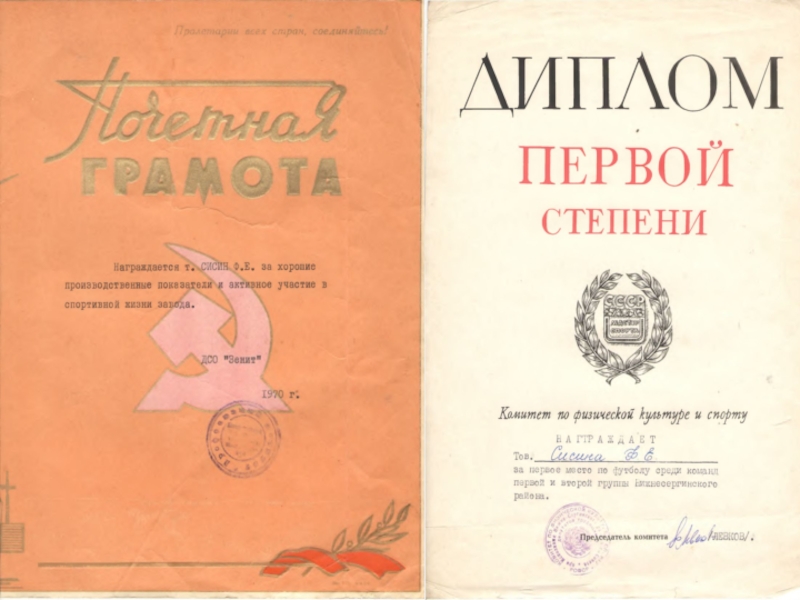 Пролетарии всех стран, соединяйтесь!
Почетная
ГРАМОТА
Награждается т. СИСИН Ф.Е. за хорошие
производственные показатели и активное участие в
спортивной жизни завода.
ДСО "Зенит"
1970 г.
ДИПЛОМ
ПЕРВОЙ
СТЕПЕНИ
СССР
Комитет по физической культуре и спорту
НАГРАЖДАЕТ
Тов. Сисина Ф Е
за первое место по футболу среди команд
первой и второй группы Нижнесергинского
района.
Председатель комитета